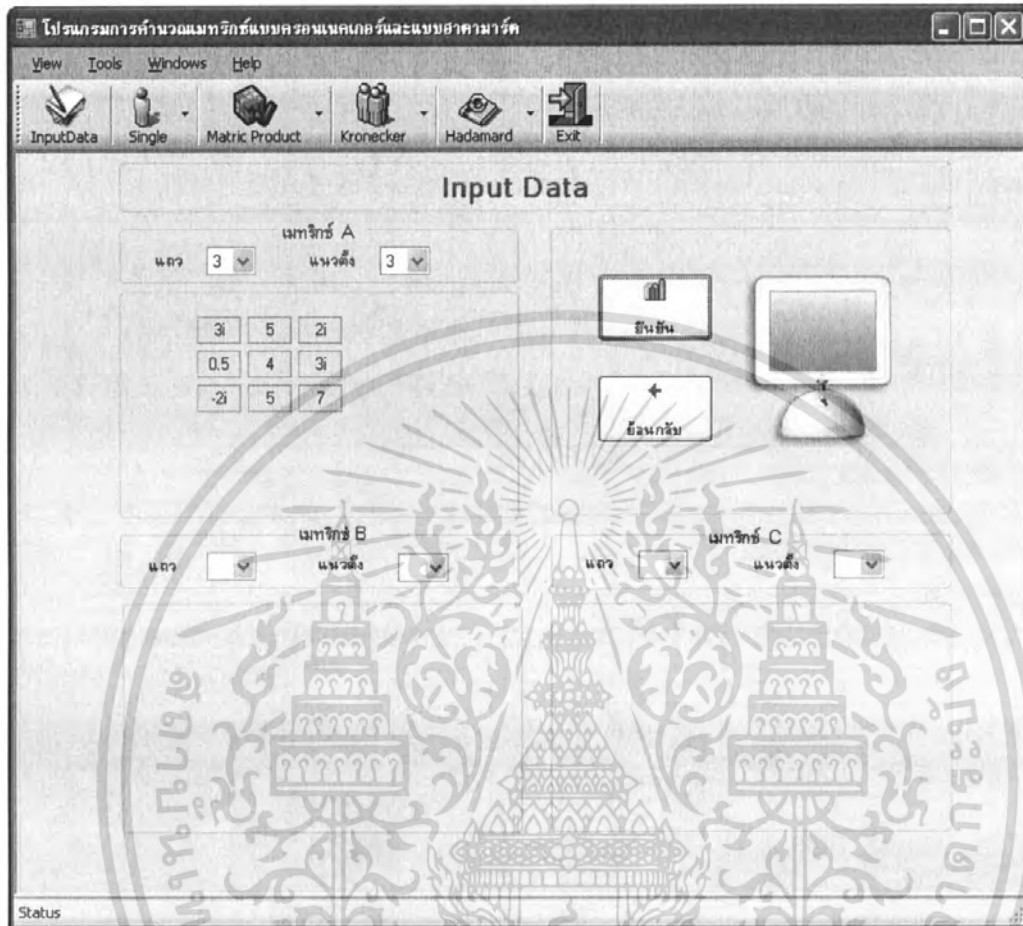 โปรแกรมการคำนวณเมทริกซ์แบบครอนเนคเกอร์และแบบฮาดามาร์ค
View Tools Windows Help
InputData Single Matric Product Kronecker Hadamard Exit
Input Data
เมทริกซ์ A
แถว 3 แนวตั้ง 3
3i 5 2i
0.5 4 3i
-2i 5 7
ยืนยัน
ย้อนกลับ
เมทริกซ์ B
แถว แนวตั้ง
เมทริกซ์ C
แถว แนวตั้ง
Status